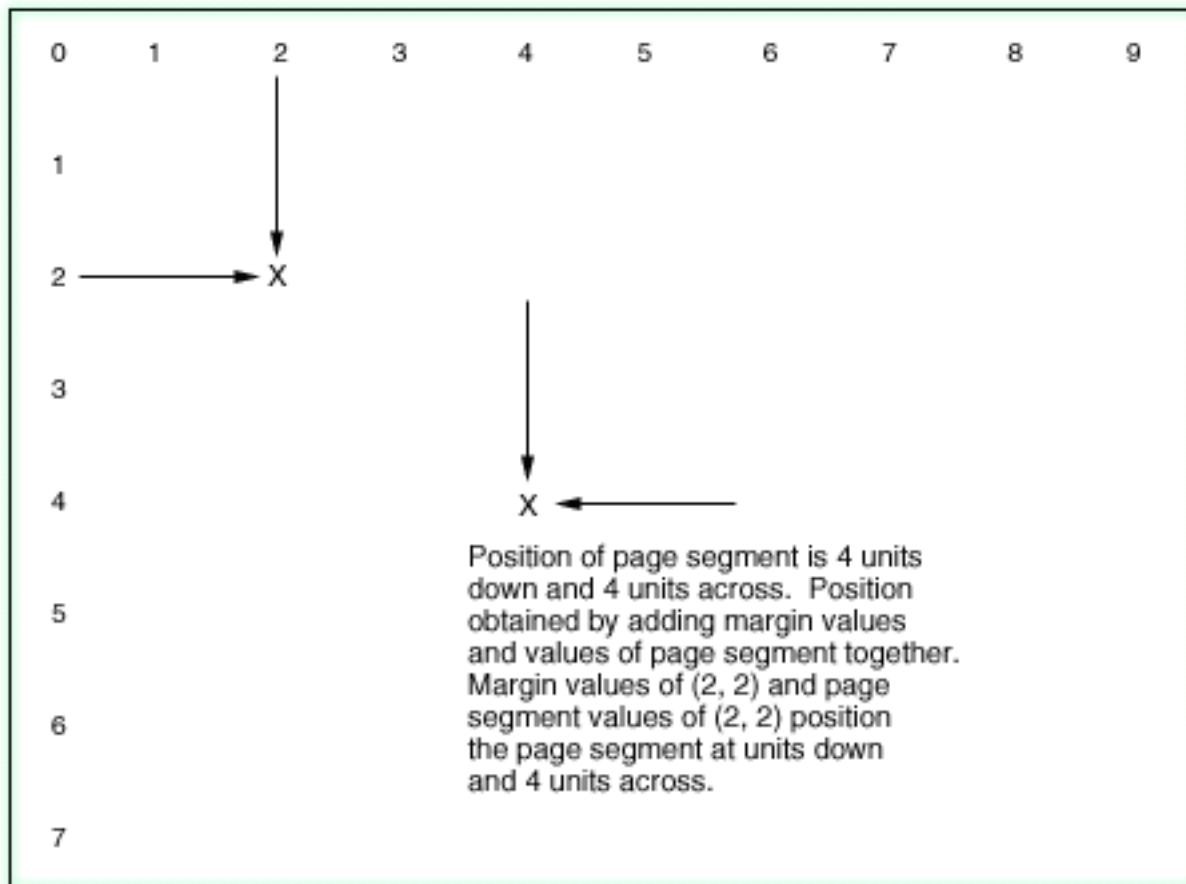 0 1 2 3 4 5 6 7 8 9
1
2 X
3
4 X
Position of page segment is 4 units
down and 4 units across. Position
5
obtained by adding margin values
and values of page segment together.
Margin values of (2, 2) and page
6
segment values of (2, 2) position
the page segment at units down
and 4 units across.
7